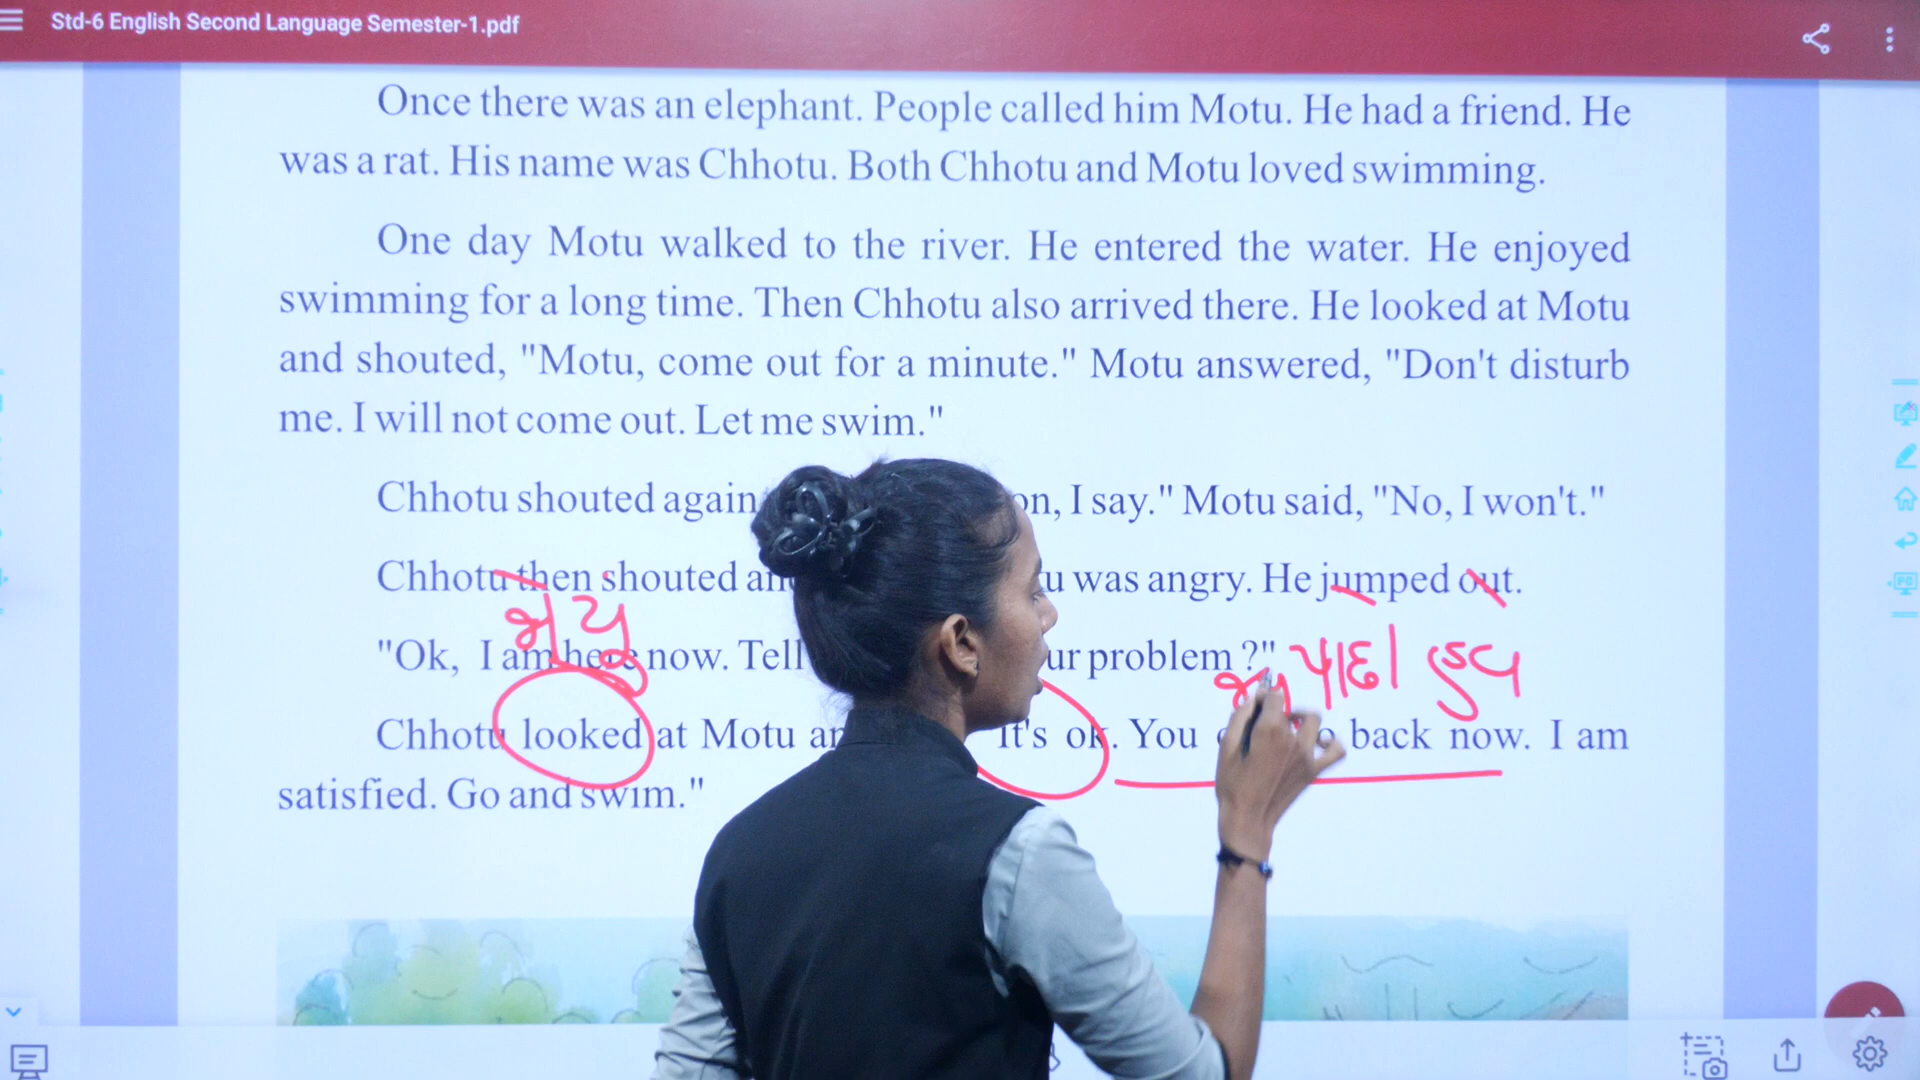 Std-6 English Second Language Semester-1.pdf
Once there was an elephant. People called him Motu. He had a friend. He
was a rat. His name was Chhotu. Both Chhotu and Motu loved swimming.
One day Motu walked to the river. He entered the water. He enjoyed
swimming for a long time. Then Chhotu also arrived there. He looked at Motu
and shouted, "Motu, come out for a minute." Motu answered, "Don't disturb
me. I will not come out. Let me swim."
Chhotu shouted again on, I say." Motu said, "No, I won't."
Chhotu then shouted an u was angry. He jumped out.
જોયુ
"Ok, I am here now. Tell ur problem ?"
પાછા હવે
Chhotu looked at Motu an It's ok. You back now. I am
satisfied. Go and swim."